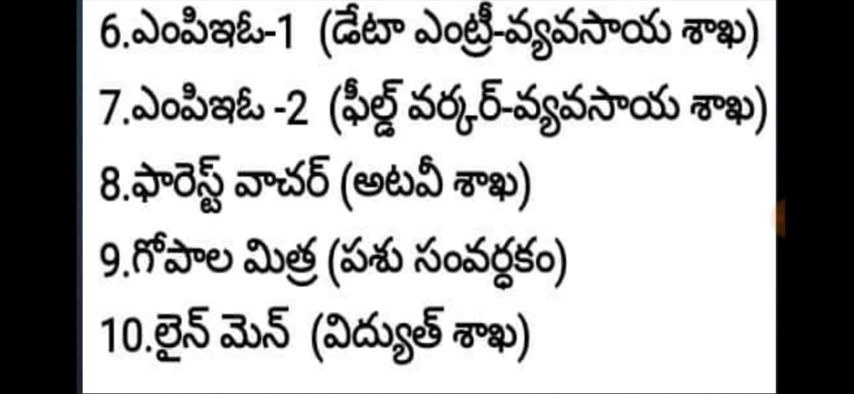 6.ఎంపిఇఓ-1 (డేటా ఎంట్రీ-వ్యవసాయ శాఖ)
7.ఎంపిఇఓ -2 (ఫీల్డ్ వర్కర్-వ్యవసాయ శాఖ)
8.ఫారెస్ట్ వాచర్ (అటవీ శాఖ)
9.గోపాల మిత్ర (పశు సంవర్ధకం)
10.లైన్ మెన్ (విద్యుత్ శాఖ)